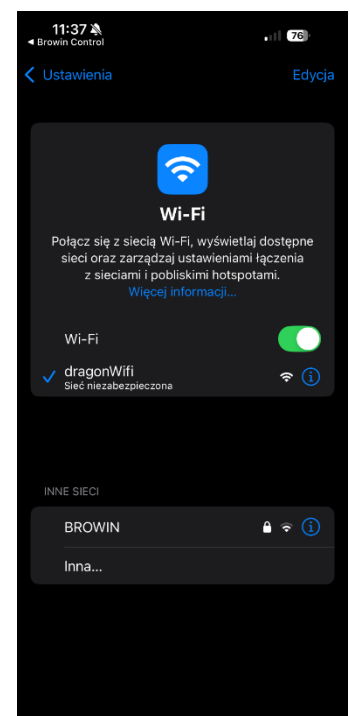 11:37
76
Browin Control
Ustawienia
Edycja
Wi-Fi
Połącz się z siecią Wi-Fi, wyświetlaj dostępne
sieci oraz zarządzaj ustawieniami łączenia
z sieciami i pobliskimi hotspotami.
Więcej informacji...
Wi-Fi
dragonWifi
Sieć niezabezpieczona
INNE SIECI
BROWIN
Inna...